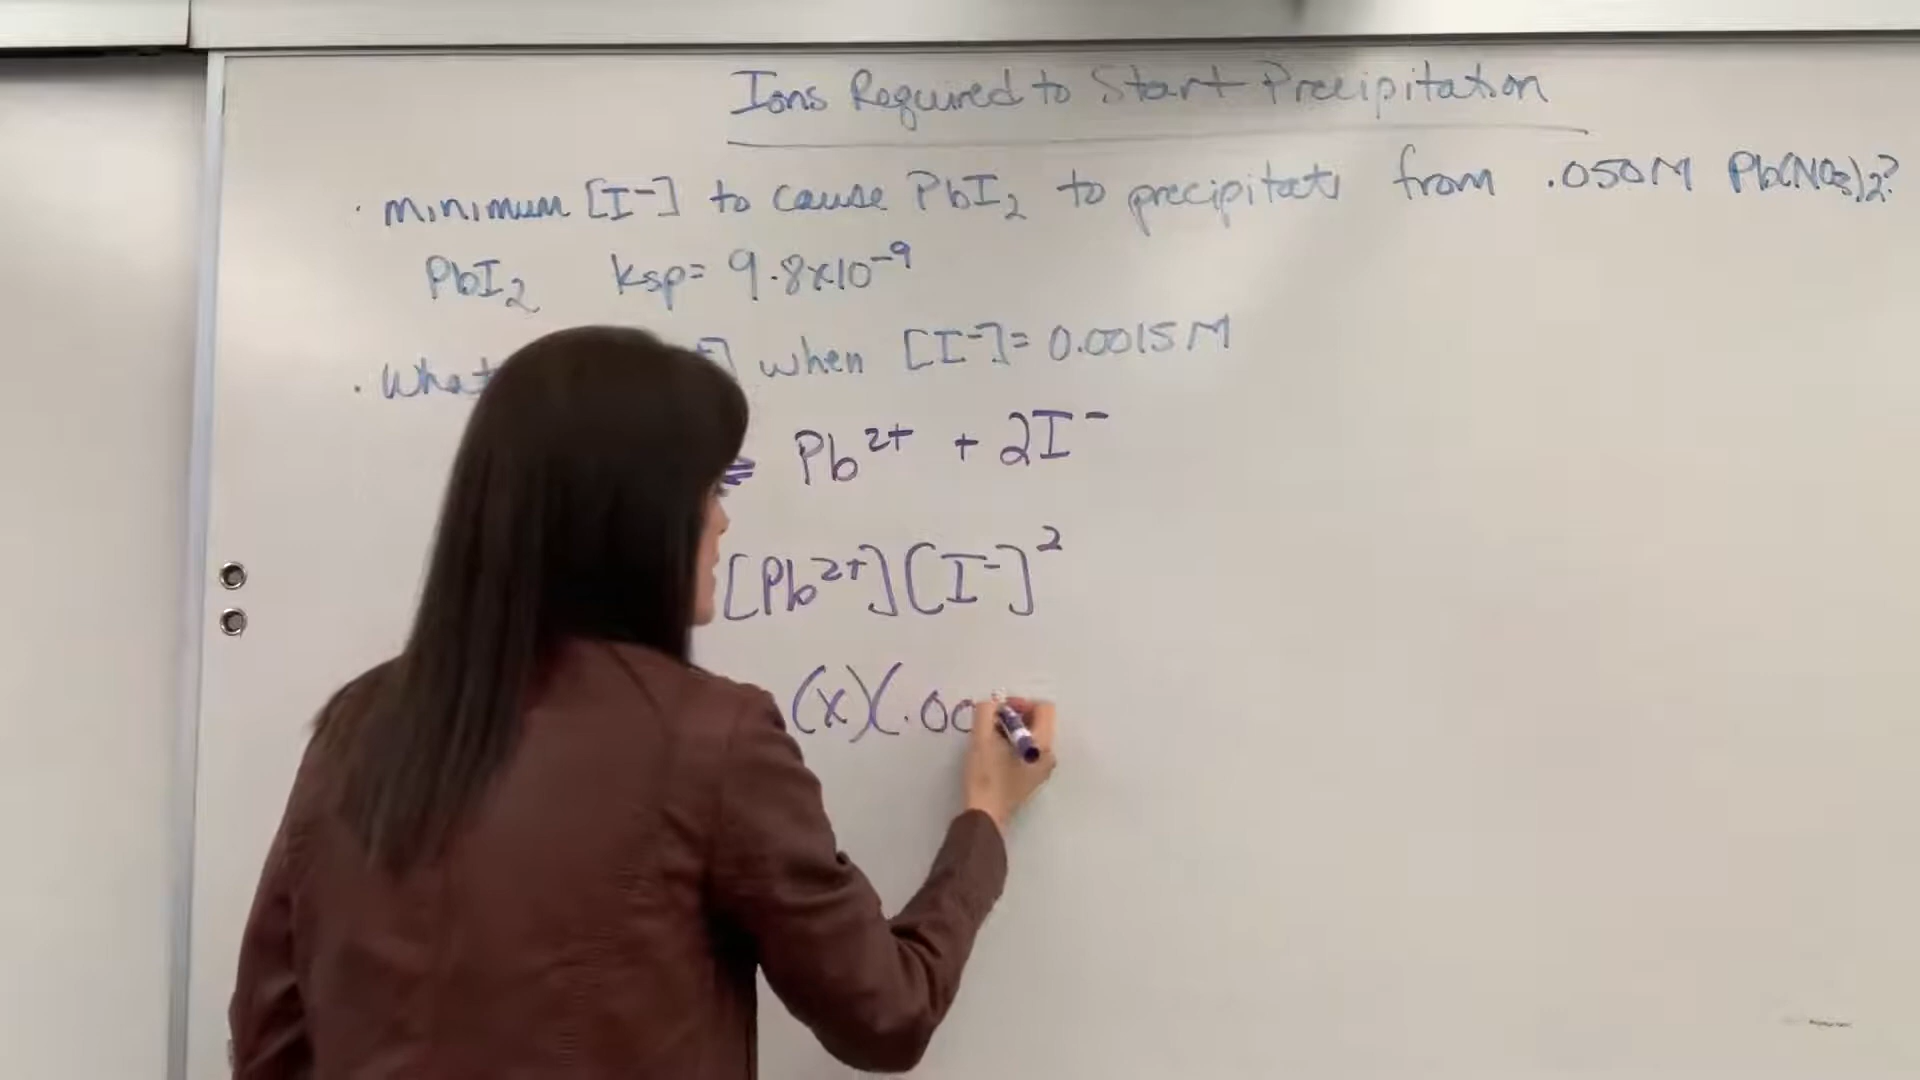 Ions Required to Start Precipitation
· minimum [I⁻] to cause PbI₂ to precipitate from .050M Pb(NO₃)₂?
PbI₂ ksp= 9.8x10⁻⁹
· What when [I⁻]= 0.0015 M
⇌ Pb²⁺ + 2I⁻
[Pb²⁺][I⁻]²
(x)(.00